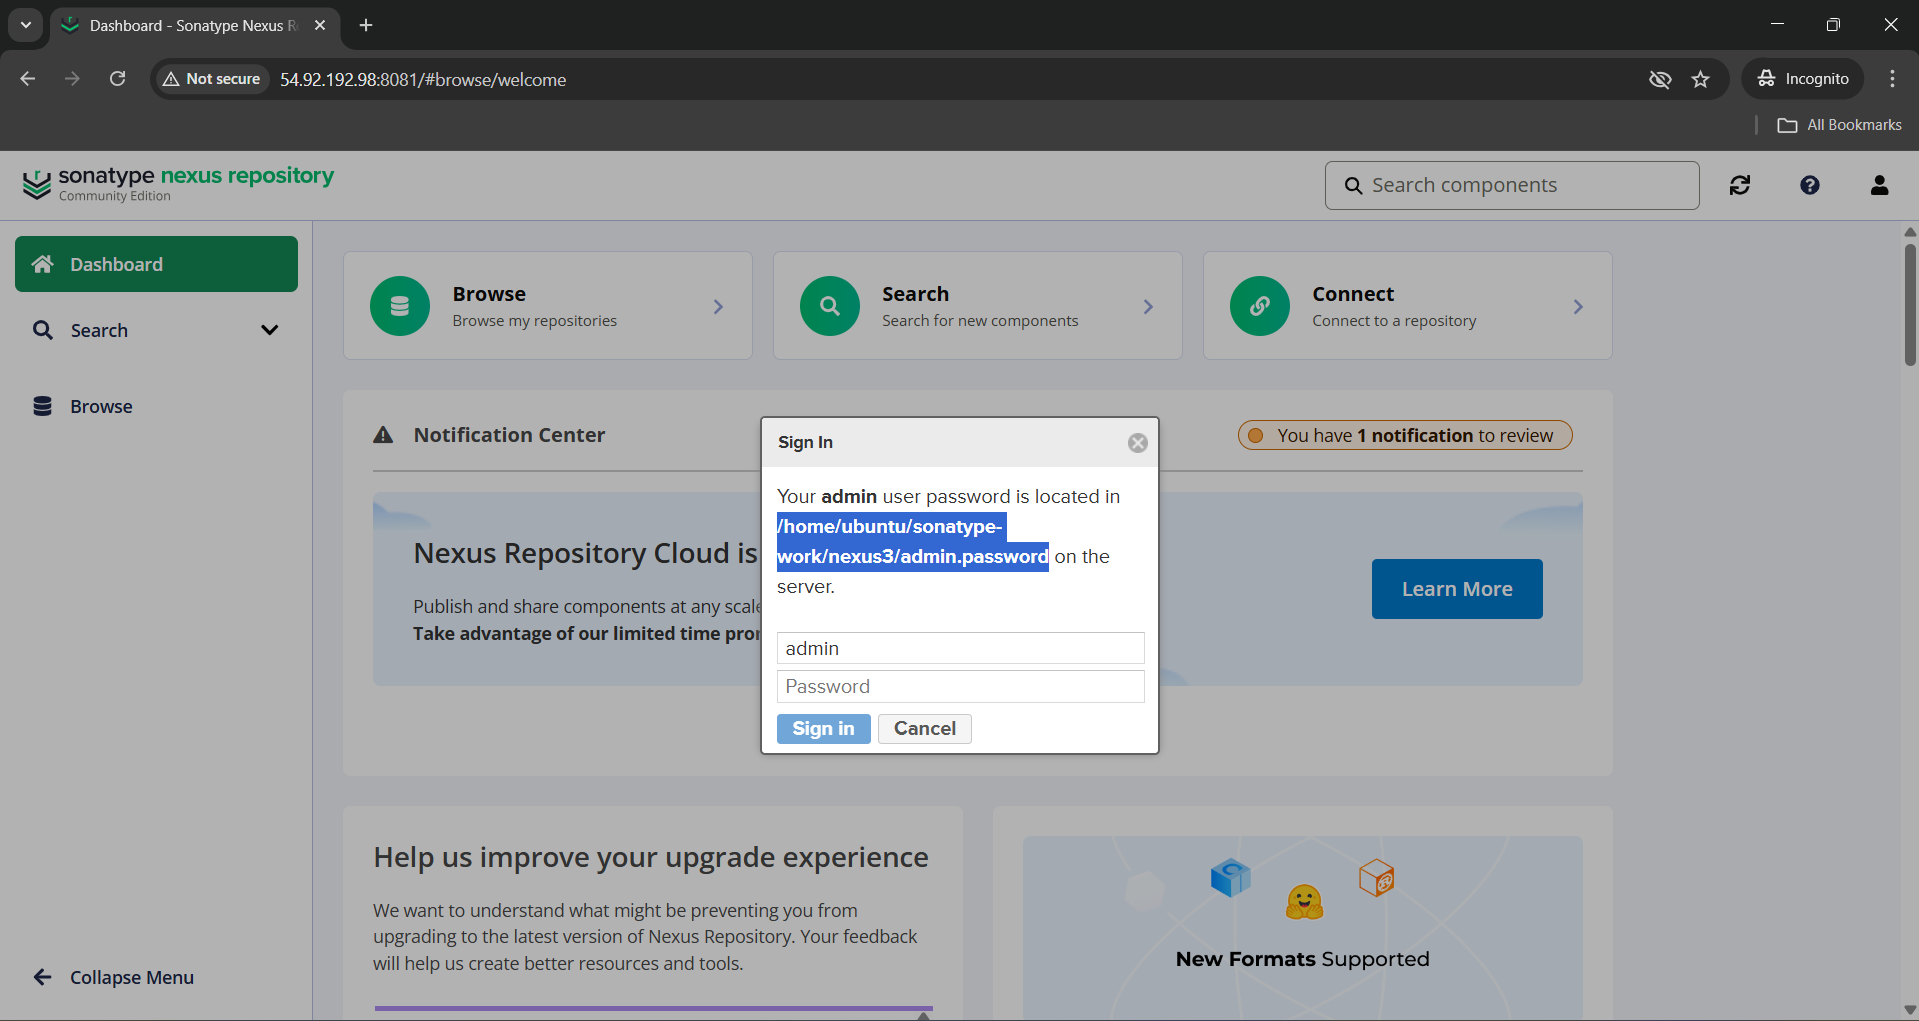 Dashboard - Sonatype Nexus R
Not secure
54.92.192.98:8081/#browse/welcome
Incognito
All Bookmarks
sonatype nexus repository
Community Edition
Search components
Dashboard
Search
Browse
Collapse Menu
Browse
Browse my repositories
Search
Search for new components
Connect
Connect to a repository
Notification Center
You have 1 notification to review
Nexus Repository Cloud is
Publish and share components at any scale
Take advantage of our limited time pro
Learn More
Sign In
Your admin user password is located in
/home/ubuntu/sonatype-
work/nexus3/admin.password on the
server.
admin
Password
Sign in
Cancel
Help us improve your upgrade experience
We want to understand what might be preventing you from
upgrading to the latest version of Nexus Repository. Your feedback
will help us create better resources and tools.
New Formats Supported